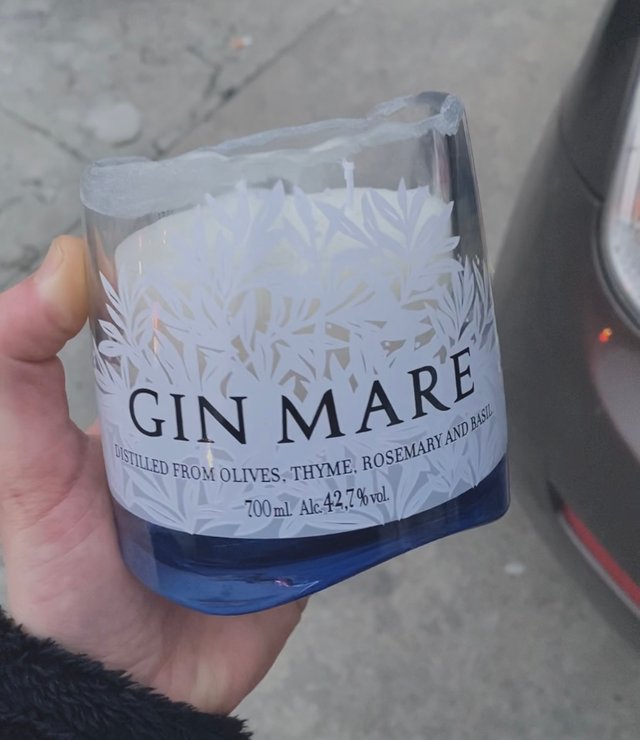 GIN MARE
DISTILLED FROM OLIVES, THYME, ROSEMARY AND BASIL
700 ml. Alc. 42,7% vol.